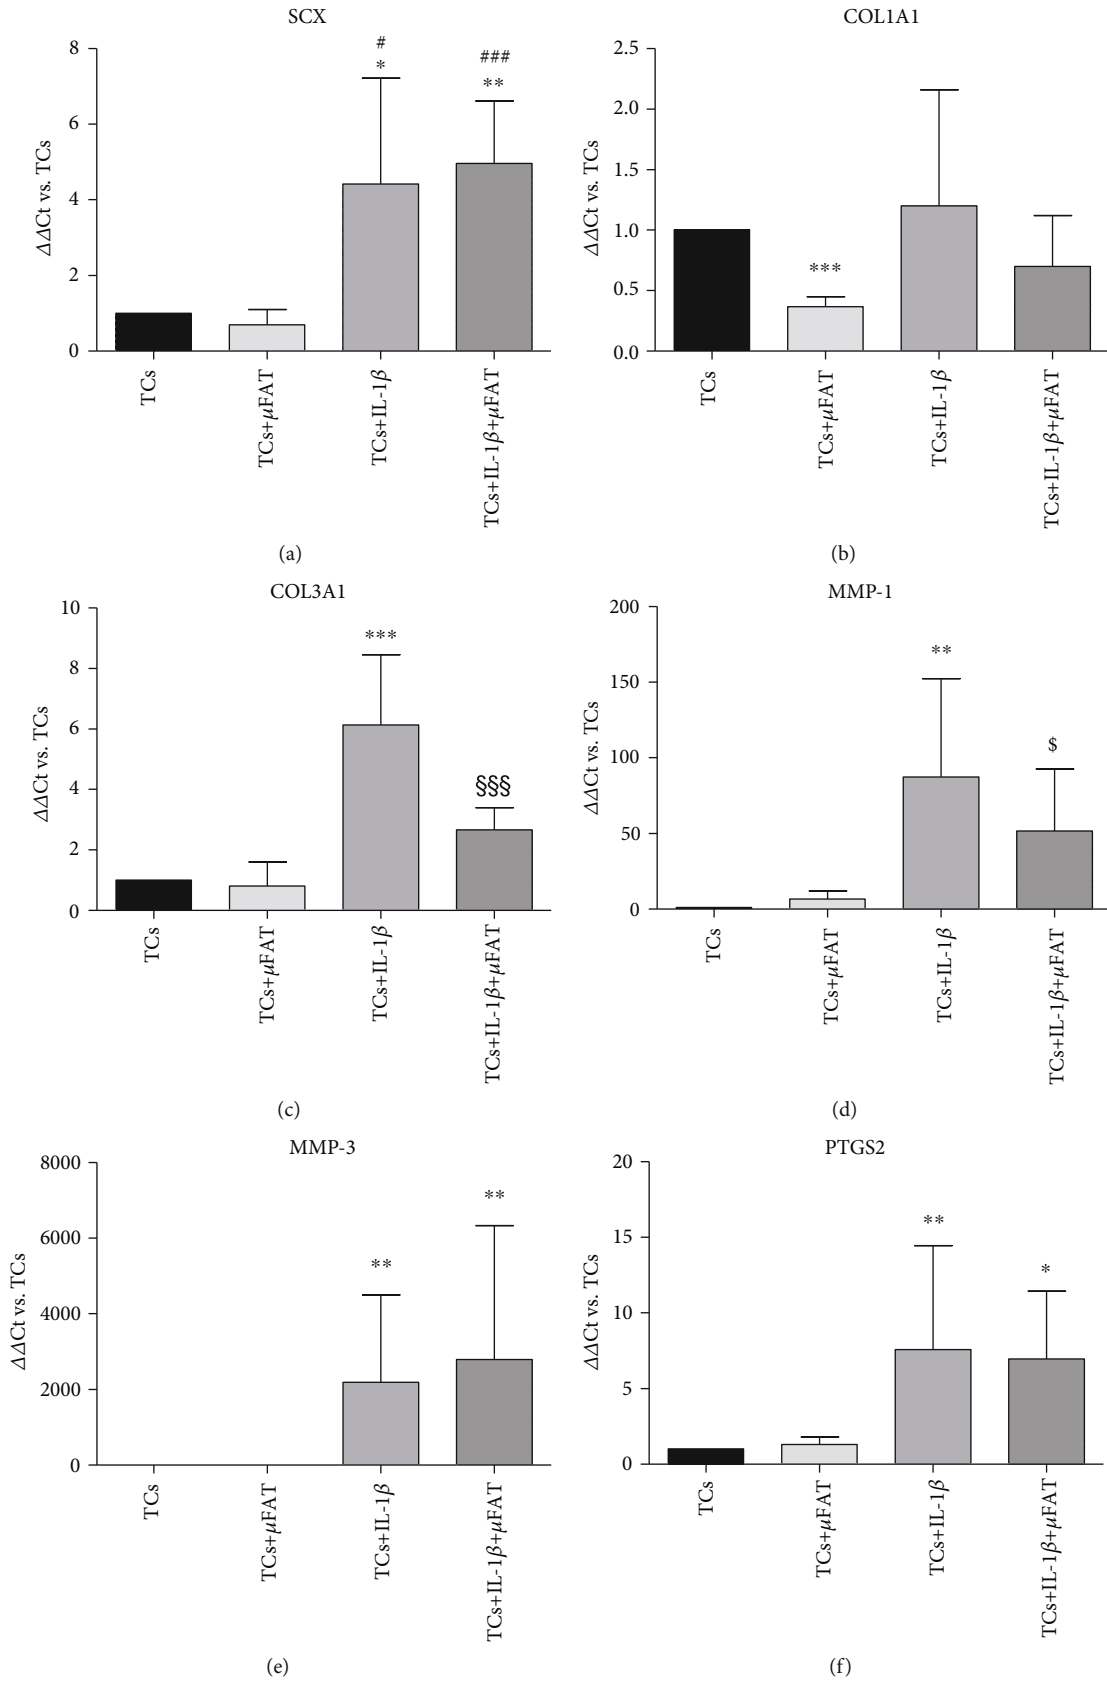 SCX
ΔΔCt vs. TCs
8
6
4
2
0
#
*
###
**
TCs
TCs+μFAT
TCs+IL-1β
TCs+IL-1β+μFAT
(a)
COL1A1
ΔΔCt vs. TCs
2.5
2.0
1.5
1.0
0.5
0.0
***
TCs
TCs+μFAT
TCs+IL-1β
TCs+IL-1β+μFAT
(b)
COL3A1
ΔΔCt vs. TCs
10
8
6
4
2
0
***
§§§
TCs
TCs+μFAT
TCs+IL-1β
TCs+IL-1β+μFAT
(c)
MMP-1
ΔΔCt vs. TCs
200
150
100
50
0
**
$
TCs
TCs+μFAT
TCs+IL-1β
TCs+IL-1β+μFAT
(d)
MMP-3
ΔΔCt vs. TCs
8000
6000
4000
2000
0
**
**
TCs
TCs+μFAT
TCs+IL-1β
TCs+IL-1β+μFAT
(e)
PTGS2
ΔΔCt vs. TCs
20
15
10
5
0
**
*
TCs
TCs+μFAT
TCs+IL-1β
TCs+IL-1β+μFAT
(f)